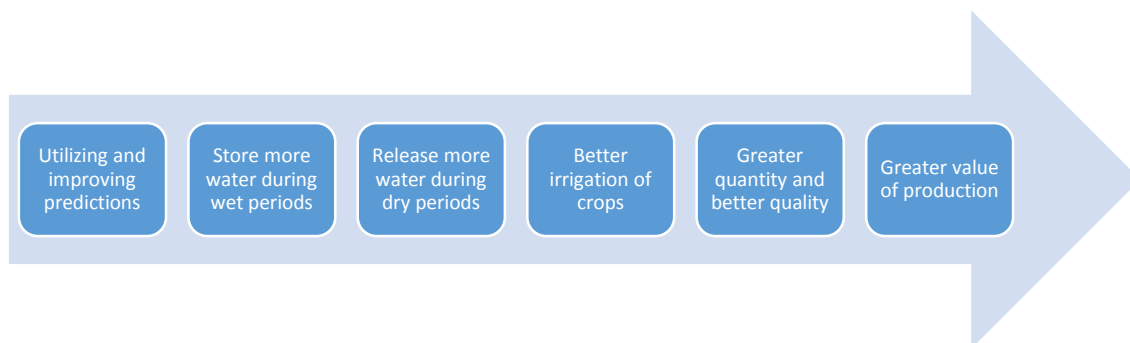 Utilizing and
improving
predictions
Store more
water during
wet periods
Release more
water during
dry periods
Better
irrigation of
crops
Greater
quantity and
better quality
Greater value
of production